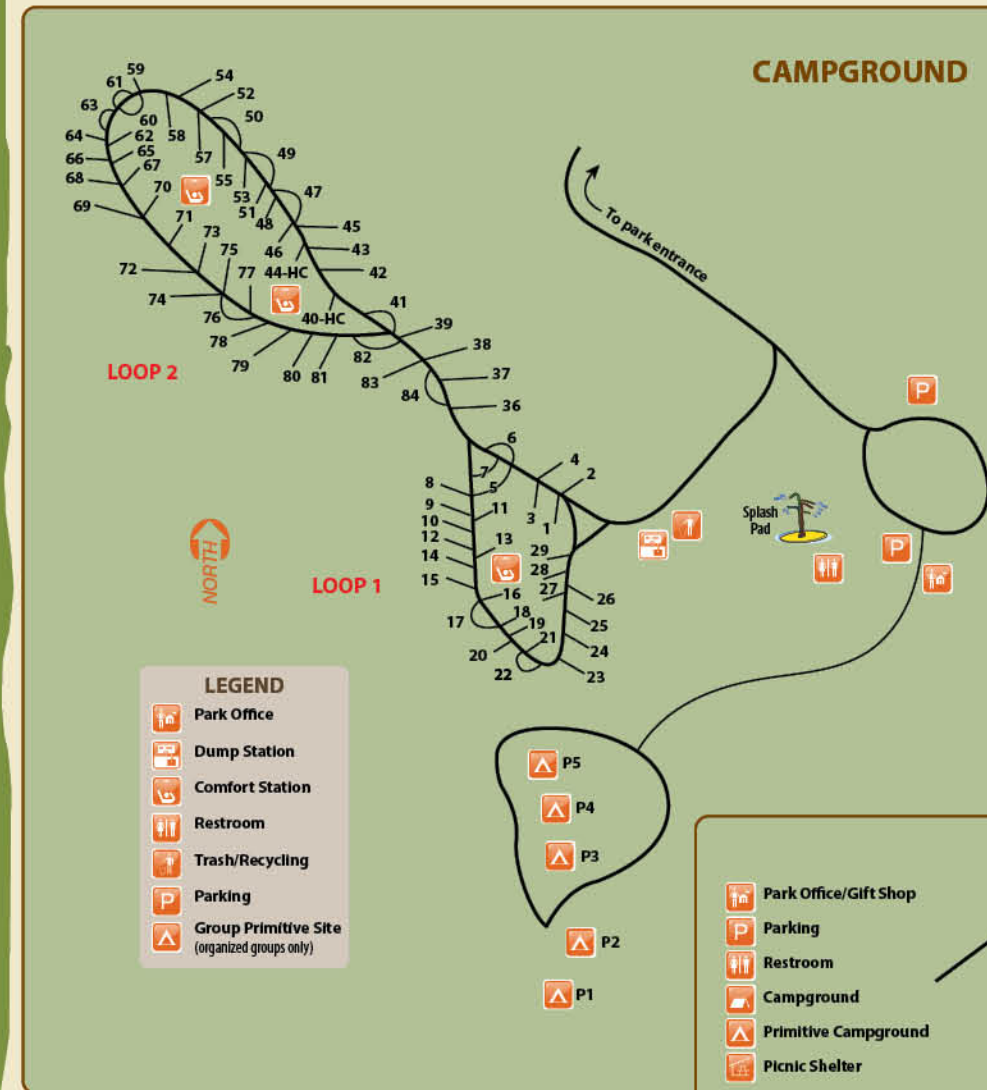 CAMPGROUND
59
61
54
52
63
50
60
64
62
58
57
49
66
65
55
67
53
47
68
70
51
48
69
71
46
45
73
43
75
44-HC
72
77
42
74
40-HC
41
76
39
78
82
38
79
80
81
83
37
84
36
LOOP 2
To park entrance
P
6
4
7
2
8
5
9
11
3
1
10
12
13
29
14
28
15
27
16
26
17
18
19
25
21
20
24
22
23
Splash
Pad
P
NORTH
LOOP 1
LEGEND
Park Office
Dump Station
Comfort Station
Restroom
Trash/Recycling
P Parking
Group Primitive Site
(organized groups only)
P5
P4
P3
P2
P1
Park Office/Gift Shop
P Parking
Restroom
Campground
Primitive Campground
Picnic Shelter